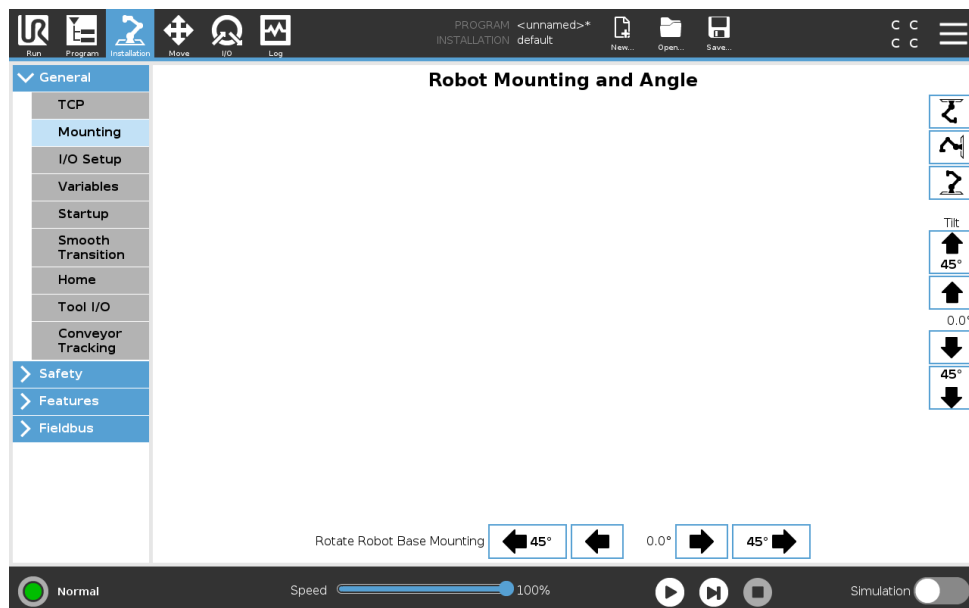 UR
Run
Program
Installation
Move
I/O
Log
PROGRAM <unnamed>*
INSTALLATION default
New...
Open...
Save...
C C
C C
General
TCP
Mounting
I/O Setup
Variables
Startup
Smooth
Transition
Home
Tool I/O
Conveyor
Tracking
Safety
Features
Fieldbus
Robot Mounting and Angle
Tilt
45°
0.0°
45°
Rotate Robot Base Mounting 45° 0.0° 45°
Normal
Speed 100%
Simulation